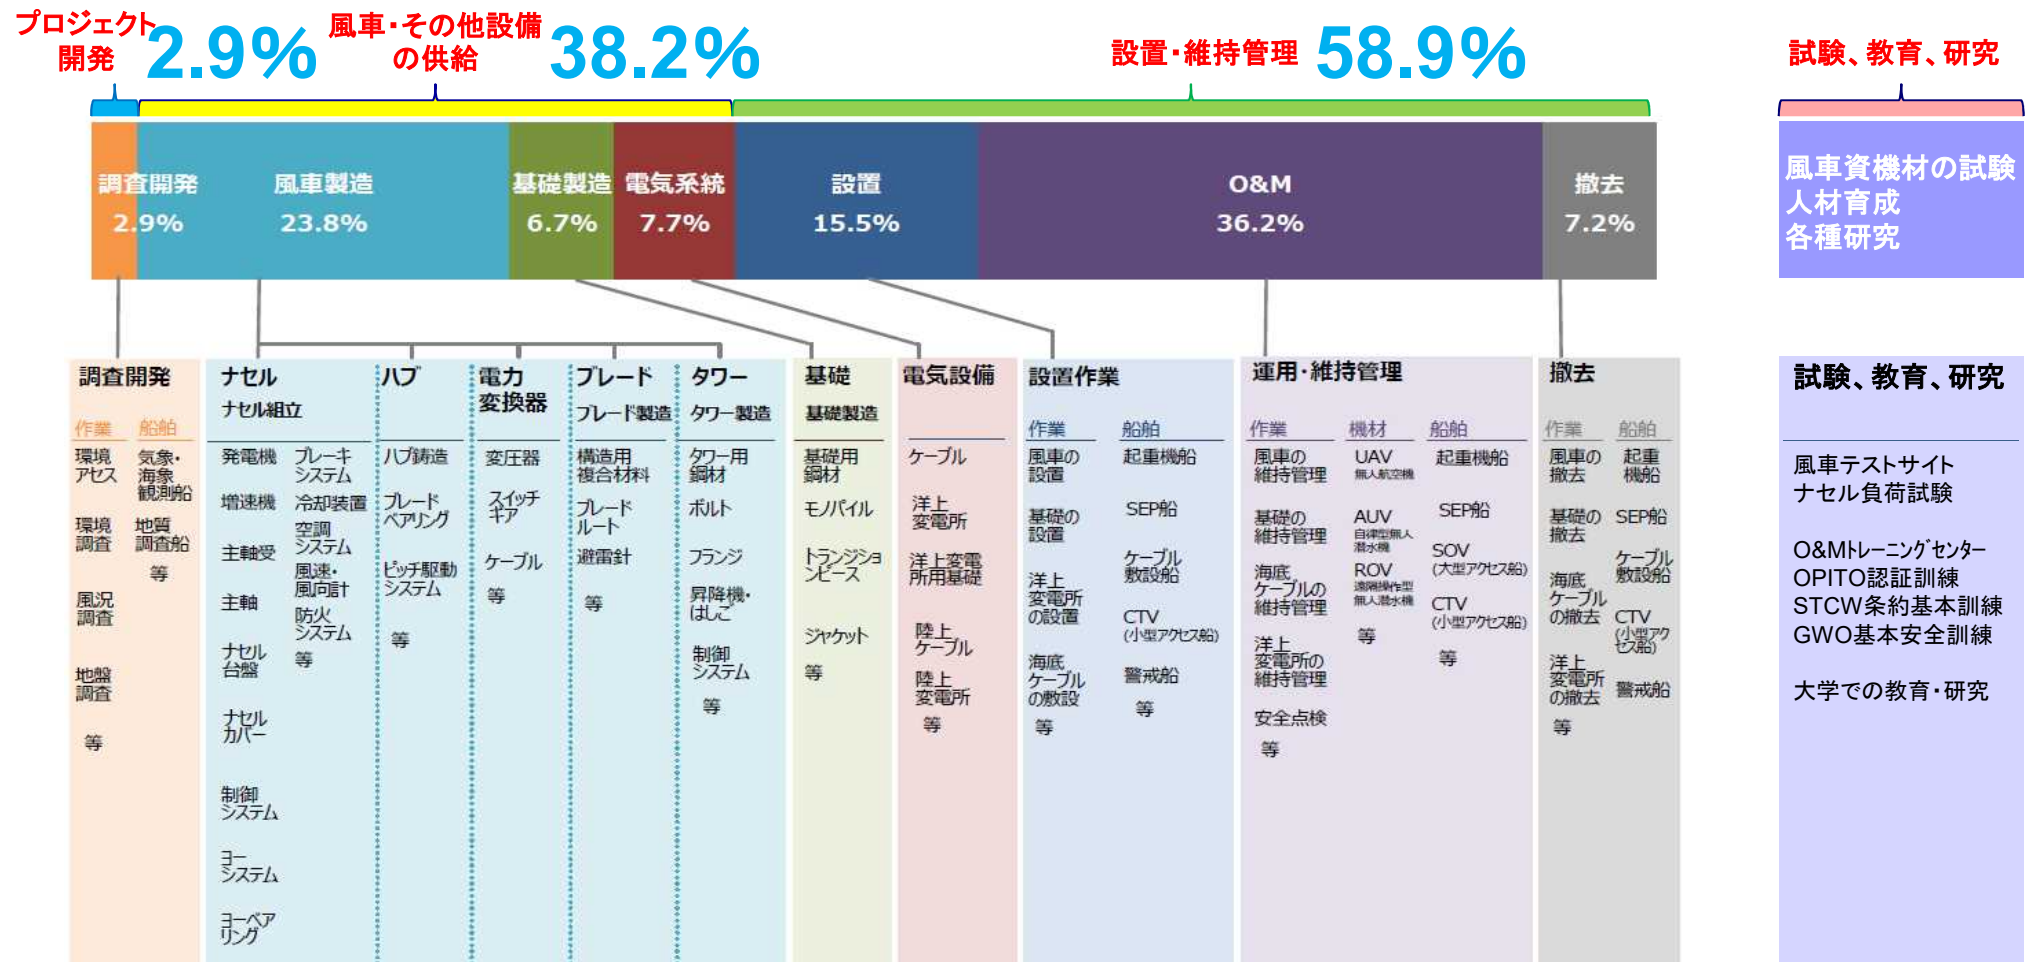 プロジェクト
開発
2.9%
風車・その他設備
の供給
38.2%
設置・維持管理
58.9%
試験、教育、研究
調査開発
2.9%
風車製造
23.8%
基礎製造
6.7%
電気系統
7.7%
設置
15.5%
O&M
36.2%
撤去
7.2%
風車資機材の試験
人材育成
各種研究
調査開発
作業
環境
アセス
環境
調査
風況
調査
地盤
調査
等
船舶
気象・
海象
観測船
地質
調査船
等
ナセル
ナセル組立
発電機
増速機
主軸受
主軸
ナセル
台盤
ナセル
カバー
制御
システム
ヨー
システム
ヨーベア
リング
ブレーキ
システム
冷却装置
空調
システム
風速・
風向計
防火
システム
等
ハブ
ハブ鋳造
ブレード
ベアリング
ピッチ駆動
システム
等
電力
変換器
変圧器
スイッチ
ギア
ケーブル
等
ブレード
ブレード製造
構造用
複合材料
ブレード
ルート
避雷針
等
タワー
タワー製造
タワー用
鋼材
ボルト
フランジ
昇降機・
はしご
制御
システム
等
基礎
基礎製造
基礎用
鋼材
モノパイル
トランジショ
ンピース
ジャケット
等
電気設備
ケーブル
洋上
変電所
洋上変電
所用基礎
陸上
ケーブル
陸上
変電所
等
設置作業
作業
風車の
設置
基礎の
設置
洋上
変電所
の設置
海底
ケーブル
の敷設
等
船舶
起重機船
SEP船
ケーブル
敷設船
CTV
(小型アクセス船)
警戒船
等
運用・維持管理
作業
風車の
維持管理
基礎の
維持管理
海底
ケーブルの
維持管理
洋上
変電所の
維持管理
安全点検
等
機材
UAV
無人航空機
AUV
自律型無人
潜水機
ROV
遠隔操作型
無人潜水機
等
船舶
起重機船
SEP船
SOV
(大型アクセス船)
CTV
(小型アクセス船)
等
撤去
作業
風車の
撤去
基礎の
撤去
海底
ケーブル
の撤去
洋上
変電所
の撤去
等
船舶
起重
機船
SEP船
ケーブル
敷設船
CTV
(小型アク
セス船)
警戒船
試験、教育、研究
風車テストサイト
ナセル負荷試験
O&Mトレーニングセンター
OPITO認証訓練
STCW条約基本訓練
GWO基本安全訓練
大学での教育・研究